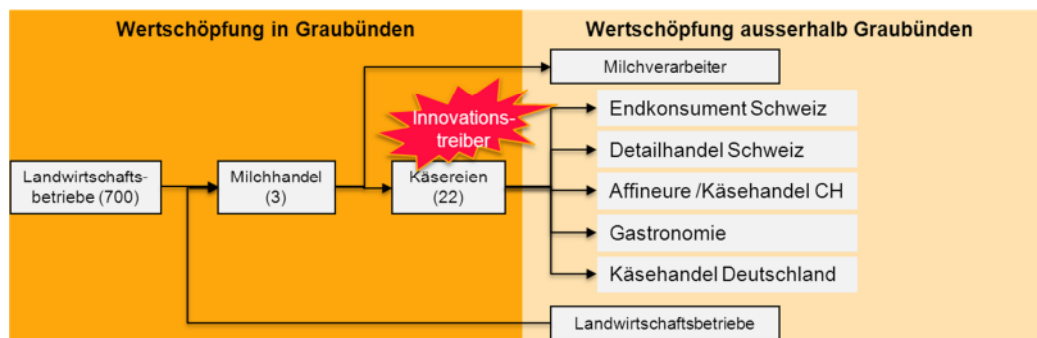 Wertschöpfung in Graubünden
Wertschöpfung ausserhalb Graubünden
Milchverarbeiter
Innovations-
treiber
Endkonsument Schweiz
Detailhandel Schweiz
Landwirtschafts-
betriebe (700)
Milchhandel
(3)
Käsereien
(22)
Affineure /Käsehandel CH
Gastronomie
Käsehandel Deutschland
Landwirtschaftsbetriebe